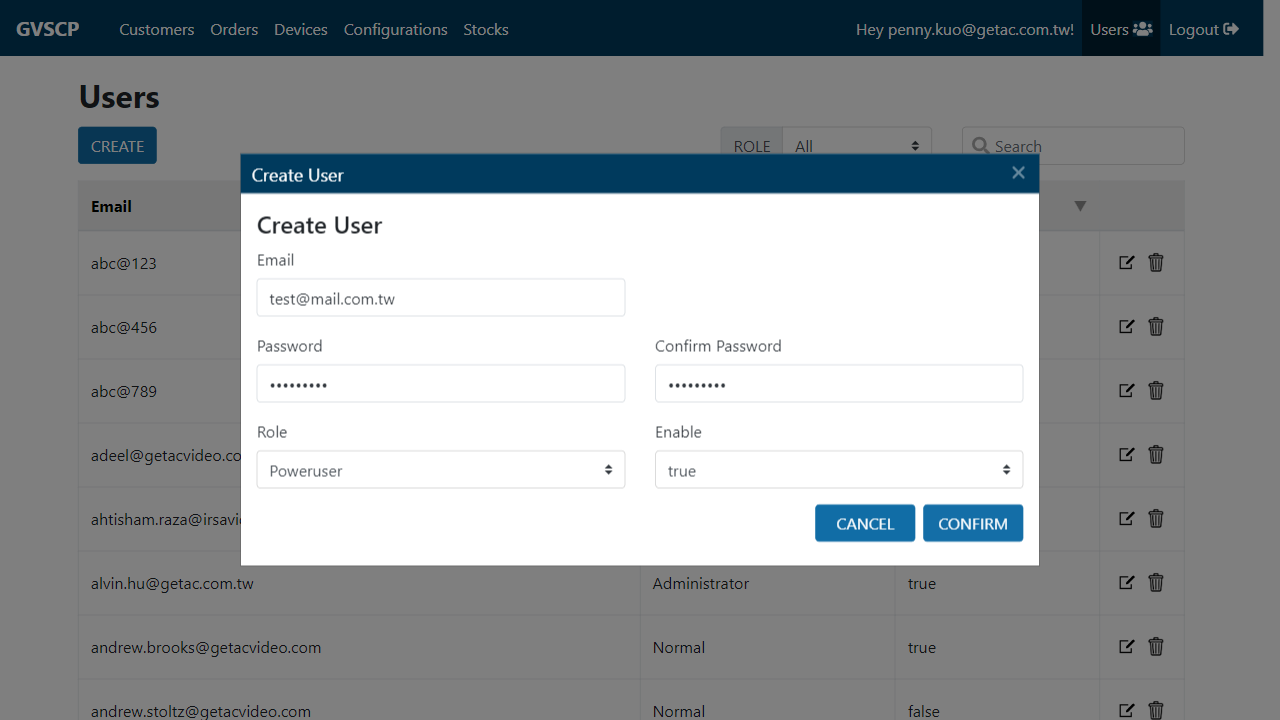 GVSCP Customers Orders Devices Configurations Stocks Hey penny.kuo@getac.com.tw! Users Logout
Users
CREATE ROLE All Search
Create User ×
Email ▼
Create User
Email
abc@123
test@mail.com.tw
abc@456
Password Confirm Password
••••••••• •••••••••
abc@789
Role Enable
adeel@getacvideo.co
Poweruser true
ahtisham.raza@irsavi
CANCEL CONFIRM
alvin.hu@getac.com.tw Administrator true
andrew.brooks@getacvideo.com Normal true
andrew.stoltz@getacvideo.com Normal false